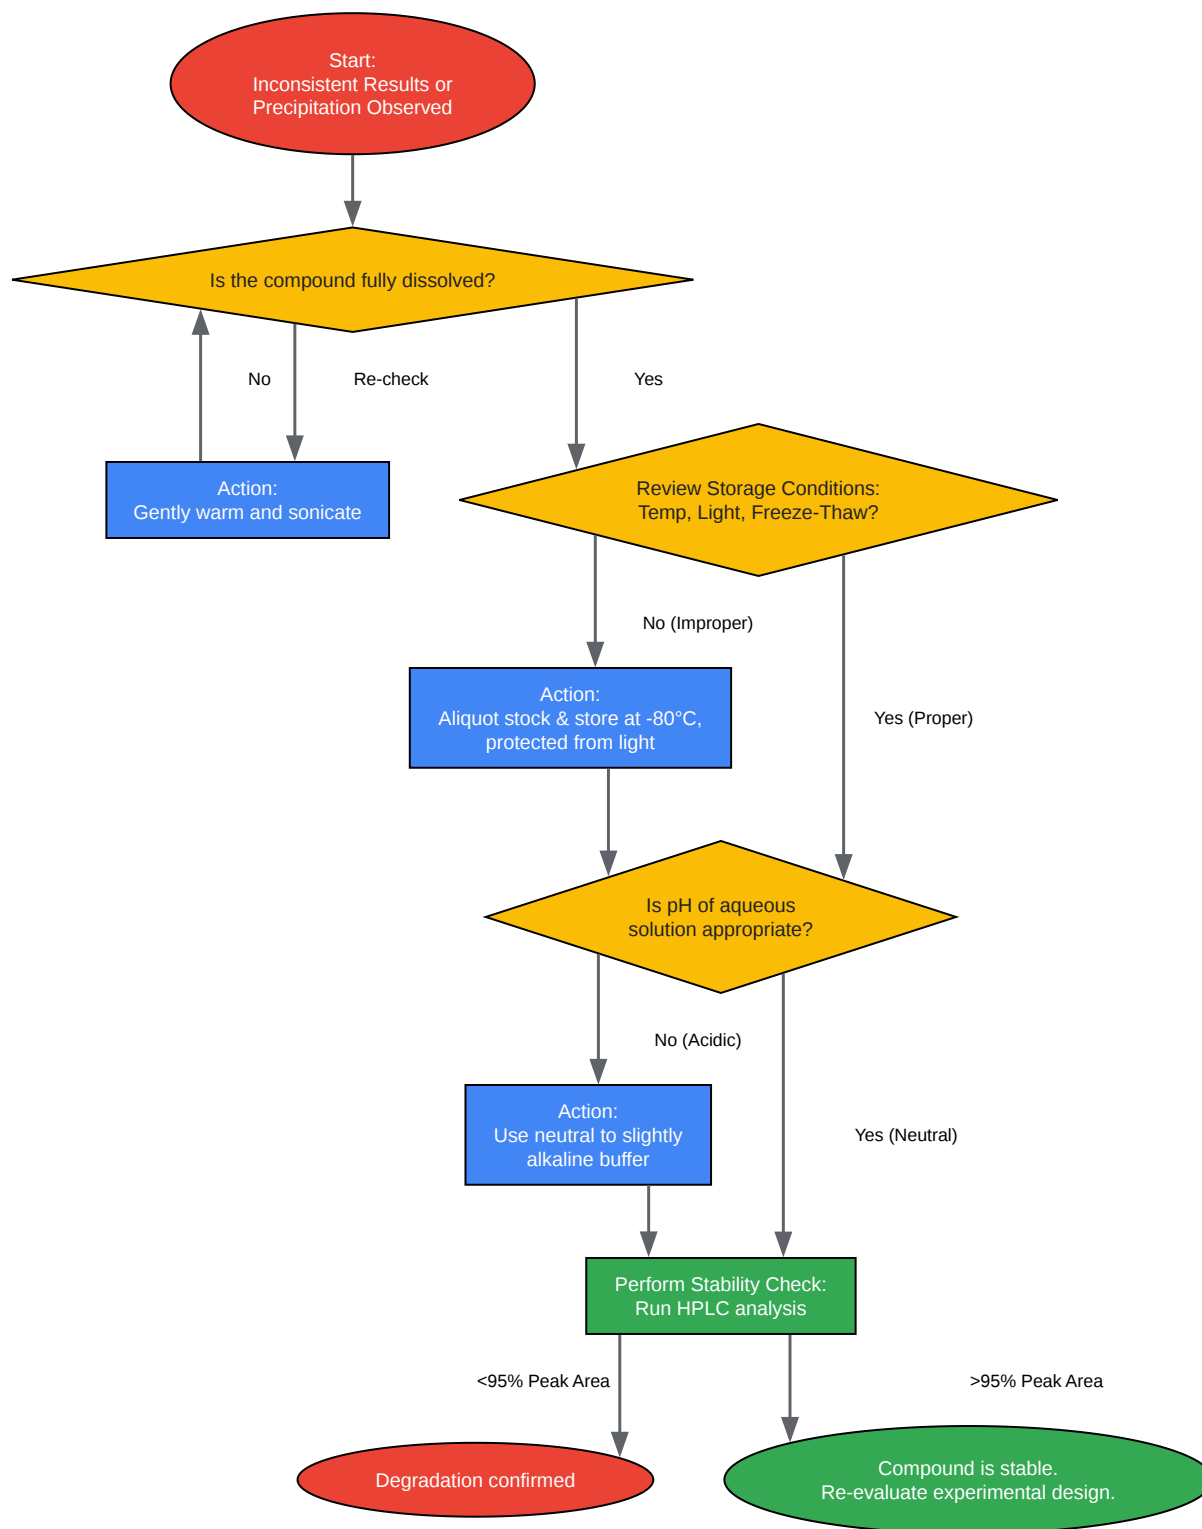 Start:
Inconsistent Results or
Precipitation Observed
Is the compound fully dissolved?
No
Re-check
Yes
Action:
Gently warm and sonicate
Review Storage Conditions:
Temp, Light, Freeze-Thaw?
No (Improper)
Action:
Aliquot stock & store at -80°C,
protected from light
Yes (Proper)
Is pH of aqueous
solution appropriate?
No (Acidic)
Action:
Use neutral to slightly
alkaline buffer
Yes (Neutral)
Perform Stability Check:
Run HPLC analysis
<95% Peak Area
>95% Peak Area
Degradation confirmed
Compound is stable.
Re-evaluate experimental design.